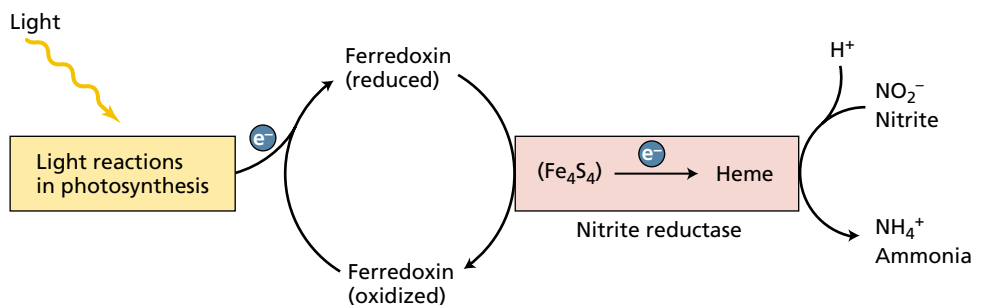 Light
Ferredoxin
(reduced)
H⁺
NO₂⁻
Nitrite
e⁻
Light reactions
in photosynthesis
(Fe₄S₄)
e⁻
Heme
Nitrite reductase
NH₄⁺
Ammonia
Ferredoxin
(oxidized)